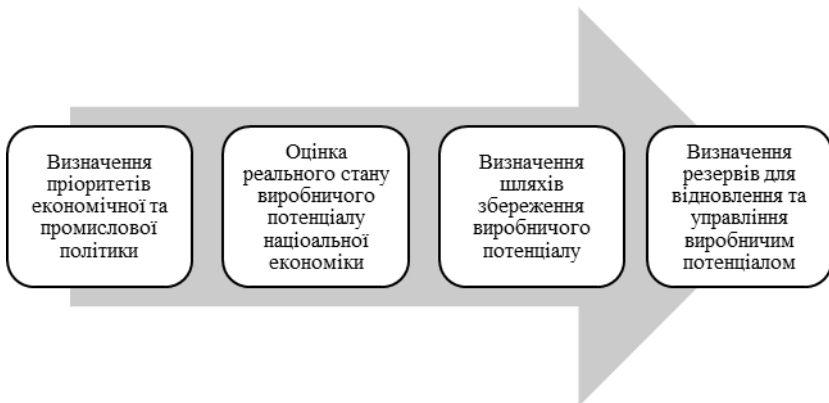 Визначення
пріоритетів
економічної та
промислової
політики
Оцінка
реального стану
виробничого
потенціалу
націоальної
економіки
Визначення
шляхів
збереження
виробничого
потенціалу
Визначення
резервів для
відновлення та
управління
виробничим
потенціалом